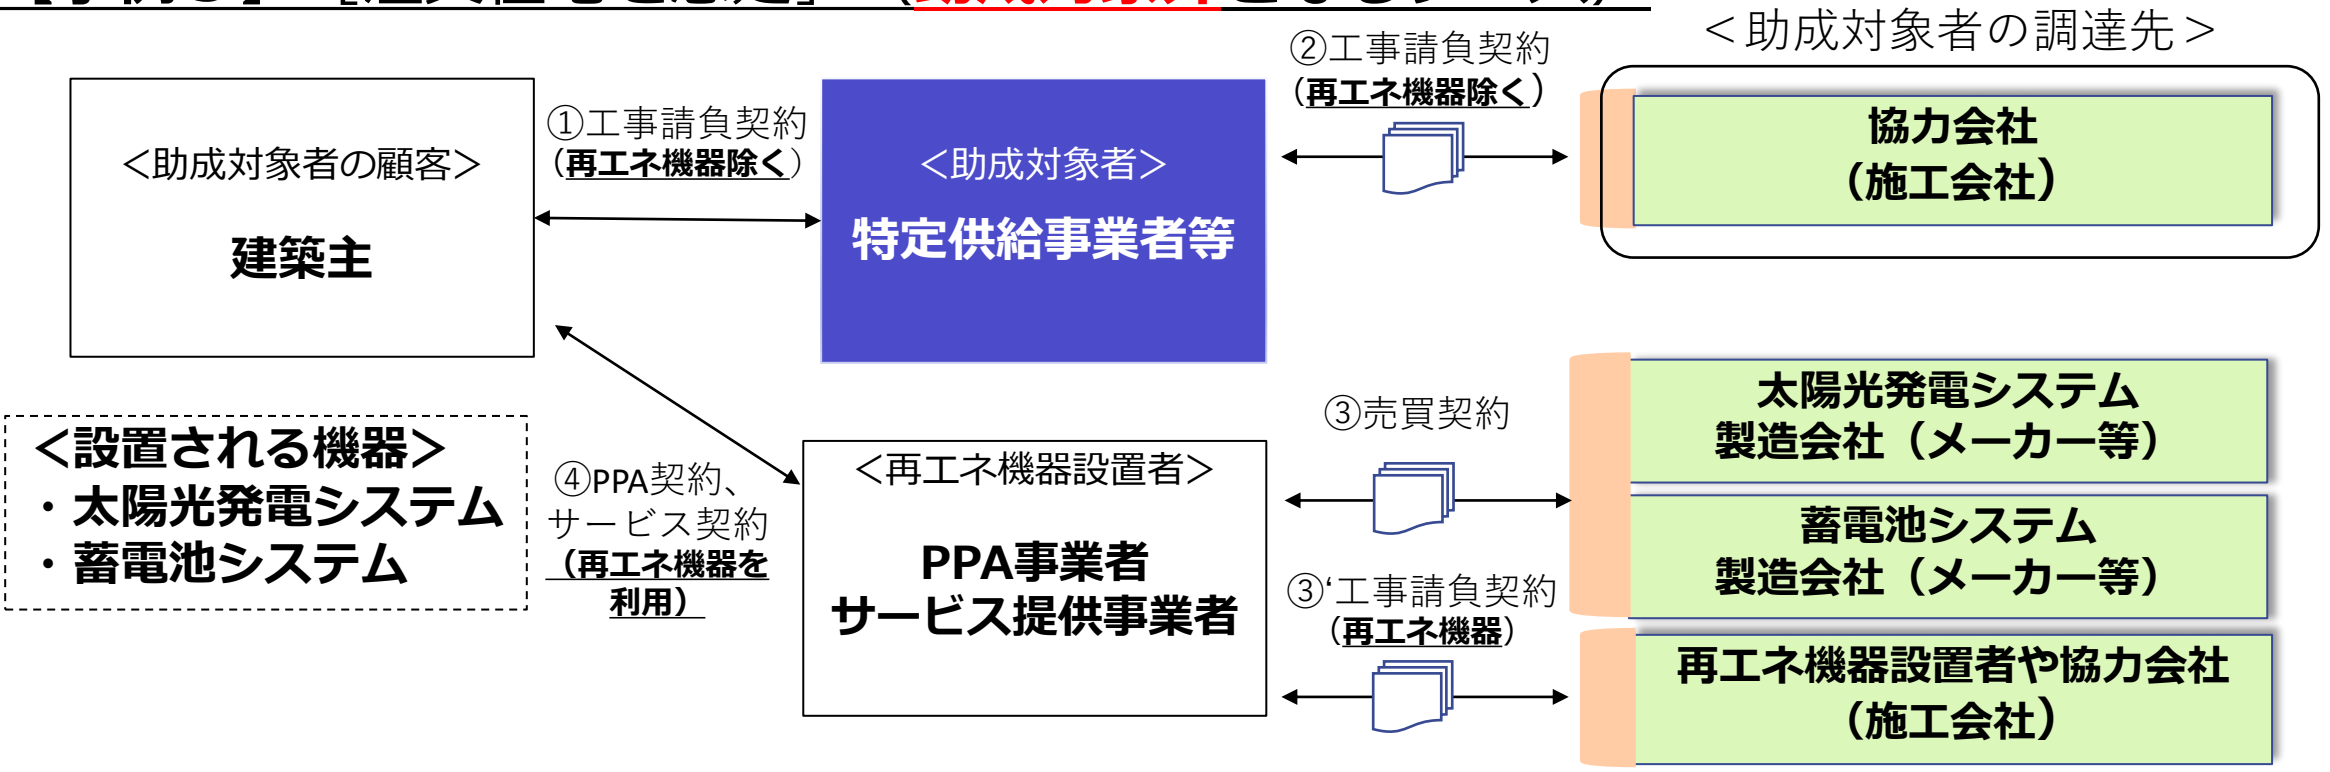 ＜助成対象者の調達先＞
②工事請負契約
（再エネ機器除く）
協力会社
（施工会社）
①工事請負契約
（再エネ機器除く）
＜助成対象者の顧客＞
建築主
＜助成対象者＞
特定供給事業者等
＜設置される機器＞
・太陽光発電システム
・蓄電池システム
④PPA契約、
サービス契約
（再エネ機器を
利用）
＜再エネ機器設置者＞
PPA事業者
サービス提供事業者
③売買契約
太陽光発電システム
製造会社（メーカー等）
蓄電池システム
製造会社（メーカー等）
③‘工事請負契約
（再エネ機器）
再エネ機器設置者や協力会社
（施工会社）